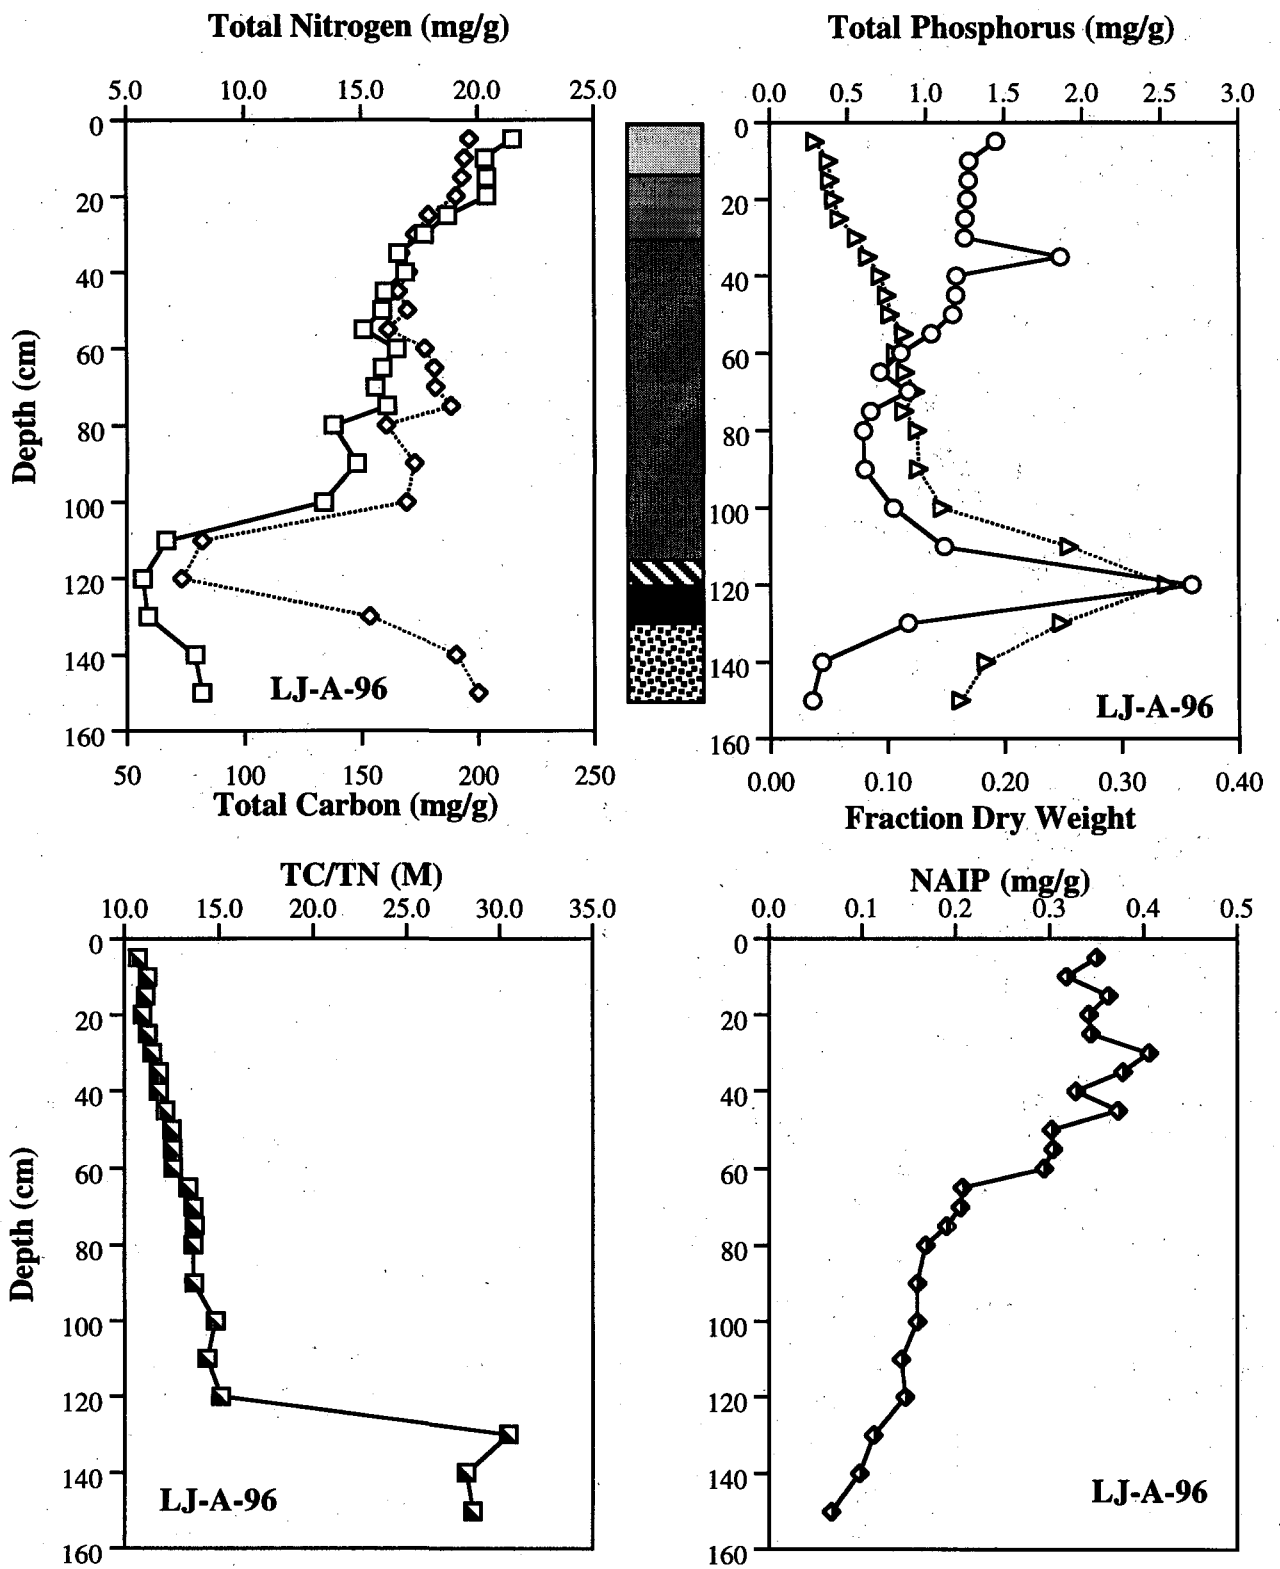 Total Nitrogen (mg/g)
5.0 10.0 15.0 20.0 25.0
0
20
40
60
80
100
120
140
160
Depth (cm)
LJ-A-96
50 100 150 200 250
Total Carbon (mg/g)
Total Phosphorus (mg/g)
0.0 0.5 1.0 1.5 2.0 2.5 3.0
0
20
40
60
80
100
120
140
160
LJ-A-96
0.00 0.10 0.20 0.30 0.40
Fraction Dry Weight
TC/TN (M)
10.0 15.0 20.0 25.0 30.0 35.0
0
20
40
60
80
100
120
140
160
Depth (cm)
LJ-A-96
NAIP (mg/g)
0.0 0.1 0.2 0.3 0.4 0.5
0
20
40
60
80
100
120
140
160
LJ-A-96